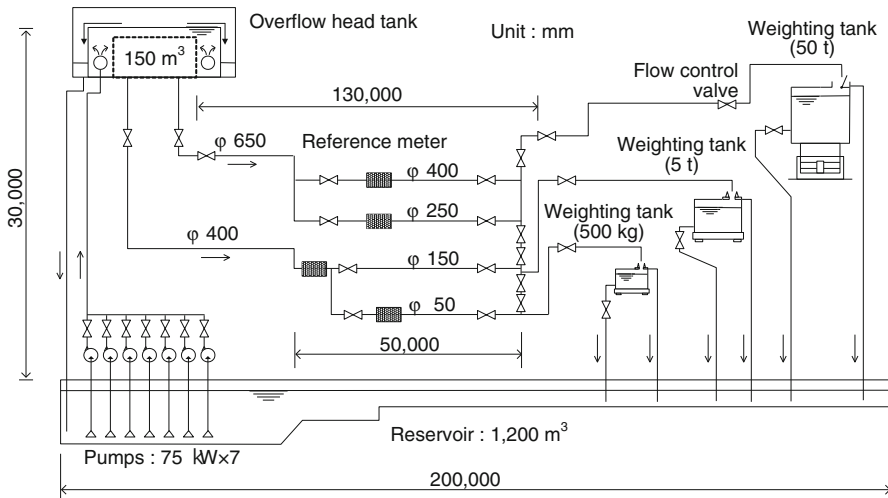 Overflow head tank
Unit : mm
Weighting tank
(50 t)
150 m³
Flow control
valve
130,000
φ 650
Reference meter
Weighting tank
(5 t)
φ 400
30,000
φ 250
Weighting tank
(500 kg)
φ 400
φ 150
φ 50
50,000
Reservoir : 1,200 m³
Pumps : 75 kW×7
200,000